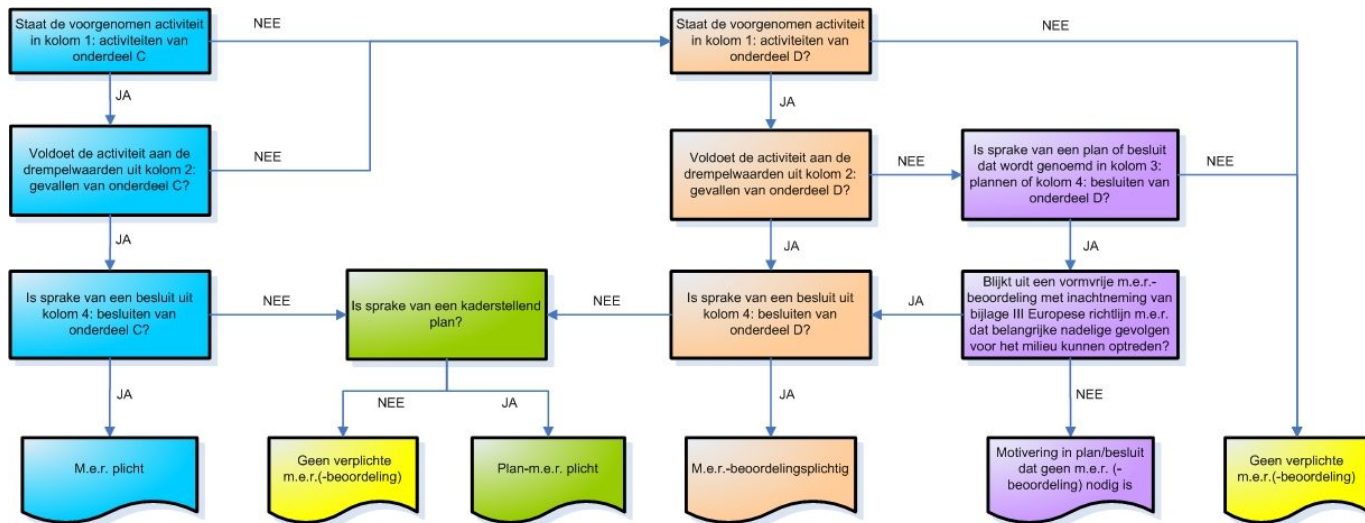 Staat de voorgenomen activiteit
in kolom 1: activiteiten van
onderdeel C
NEE
Staat de voorgenomen activiteit
in kolom 1: activiteiten van
onderdeel D?
NEE
JA
JA
Voldoet de activiteit aan de
drempelwaarden uit kolom 2:
gevallen van onderdeel C?
NEE
Voldoet de activiteit aan de
drempelwaarden uit kolom 2:
gevallen van onderdeel D?
NEE
Is sprake van een plan of besluit
dat wordt genoemd in kolom 3:
plannen of kolom 4: besluiten van
onderdeel D?
NEE
JA
JA
JA
Is sprake van een besluit uit
kolom 4: besluiten van
onderdeel C?
NEE
Is sprake van een kaderstellend
plan?
NEE
Is sprake van een besluit uit
kolom 4: besluiten van
onderdeel D?
JA
Blijkt uit een vormvrije m.e.r.-
beoordeling met inachtneming van
bijlage III Europese richtlijn m.e.r.
dat belangrijke nadelige gevolgen
voor het milieu kunnen optreden?
JA
NEE
JA
JA
NEE
M.e.r. plicht
Geen verplichte
m.e.r.(-beoordeling)
Plan-m.e.r. plicht
M.e.r.-beoordelingsplichtig
Motivering in plan/besluit
dat geen m.e.r. (-
beoordeling) nodig is
Geen verplichte
m.e.r.(-beoordeling)